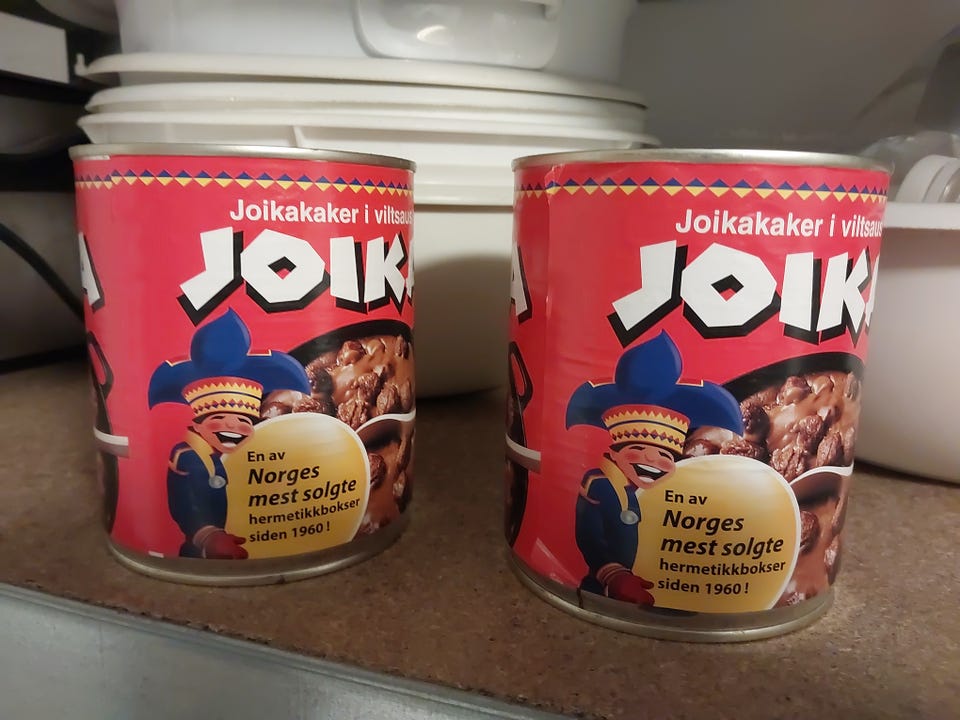 Joikakaker i viltsaus
JOIKA
En av
Norges
mest solgte
hermetikkbokser
siden 1960!
Joikakaker i viltsaus
JOIKA
En av
Norges
mest solgte
hermetikkbokser
siden 1960!